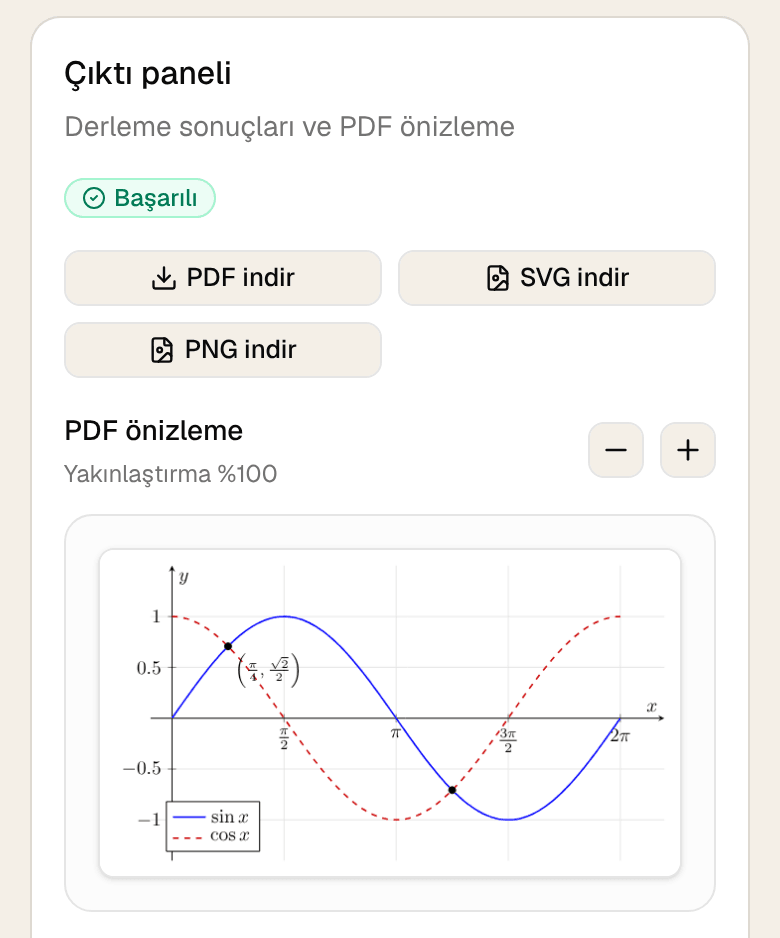 Çıktı paneli
Derleme sonuçları ve PDF önizleme
Başarılı
PDF indir
SVG indir
PNG indir
PDF önizleme
Yakınlaştırma %100
y
1
0.5
(π/4, √2/2)
x
π/2
π
3π/2
2π
−0.5
−1
sin x
cos x